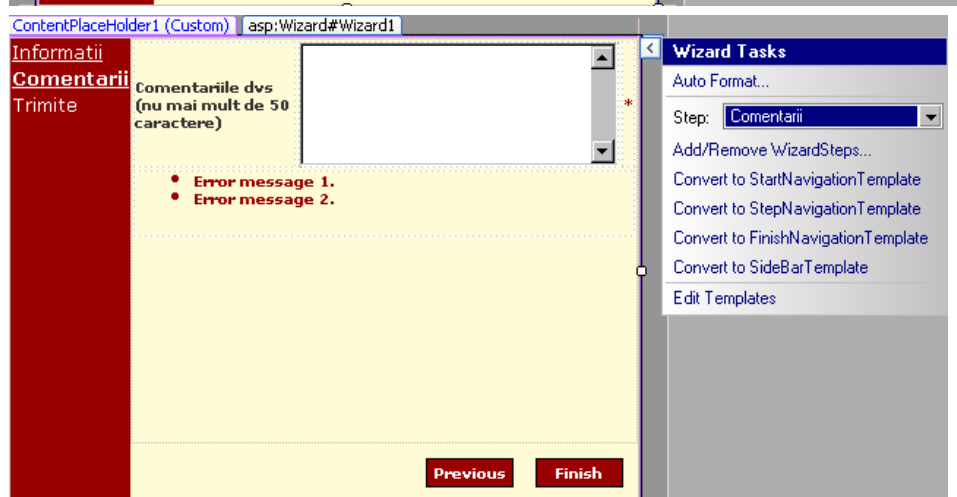 ContentPlaceHolder1 (Custom) asp:Wizard#Wizard1
Informatii
Comentarii
Trimite
Comentariile dvs
(nu mai mult de 50
caractere)
*
Error message 1.
Error message 2.
Previous Finish
Wizard Tasks
Auto Format...
Step: Comentarii
Add/Remove WizardSteps...
Convert to StartNavigationTemplate
Convert to StepNavigationTemplate
Convert to FinishNavigationTemplate
Convert to SideBarTemplate
Edit Templates